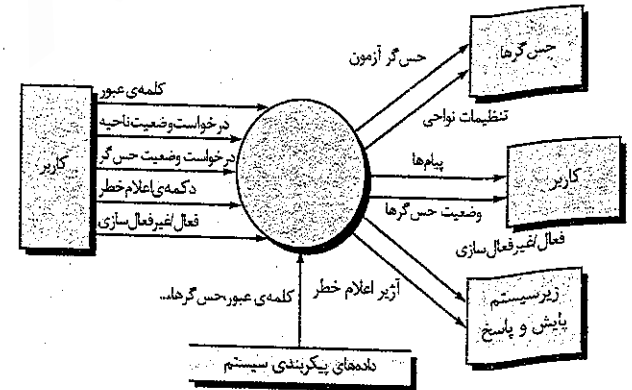 کاربر
کلمه‌ی عبور
درخواست وضعیت ناحیه
درخواست وضعیت حس گر
دکمه‌ی اعلام خطر
فعال/غیرفعال‌سازی
حس گر آزمون
حس‌گرها
تنظیمات نواحی
پیام‌ها
کاربر
وضعیت حس گرها
فعال/غیرفعال‌سازی
آژیر اعلام خطر
زیرسیستم
پایش و پاسخ
کلمه‌ی عبور،حس‌گرها،...
داده‌های پیکربندی سیستم